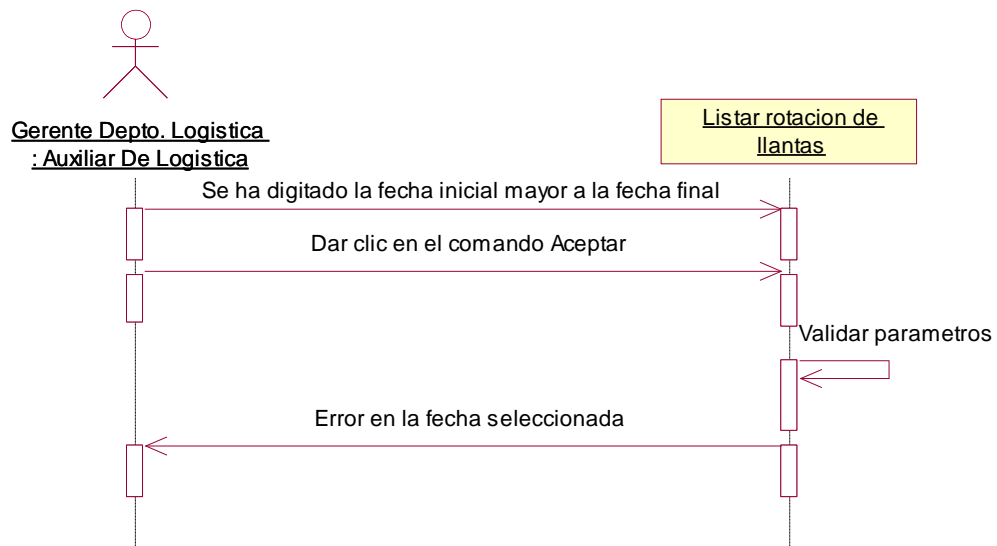 Gerente Depto. Logistica
: Auxiliar De Logistica
Listar rotacion de
llantas
Se ha digitado la fecha inicial mayor a la fecha final
Dar clic en el comando Aceptar
Validar parametros
Error en la fecha seleccionada